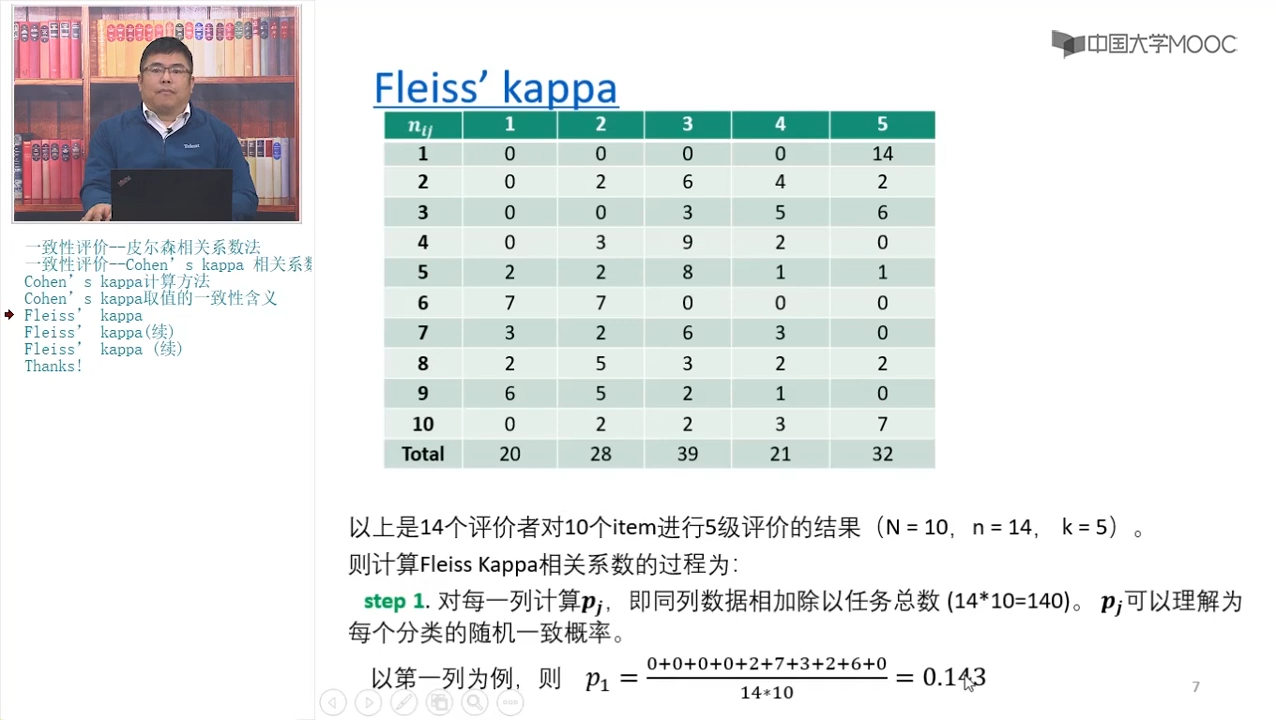 中国大学MOOC
Fleiss’ kappa
n_ij 1 2 3 4 5
1 0 0 0 0 14
2 0 2 6 4 2
3 0 0 3 5 6
4 0 3 9 2 0
5 2 2 8 1 1
6 7 7 0 0 0
7 3 2 6 3 0
8 2 5 3 2 2
9 6 5 2 1 0
10 0 2 2 3 7
Total 20 28 39 21 32
一致性评价--皮尔森相关系数法
一致性评价--Cohen’s kappa 相关系数
Cohen’s kappa计算方法
Cohen’s kappa取值的一致性含义
Fleiss’ kappa
Fleiss’ kappa(续)
Fleiss’ kappa (续)
Thanks!
以上是14个评价者对10个item进行5级评价的结果（N = 10，n = 14， k = 5）。
则计算Fleiss Kappa相关系数的过程为：
step 1. 对每一列计算p_j，即同列数据相加除以任务总数 (14*10=140)。 p_j可以理解为
每个分类的随机一致概率。
以第一列为例，则 p_1 = (0+0+0+0+2+7+3+2+6+0)/(14*10) = 0.143
7